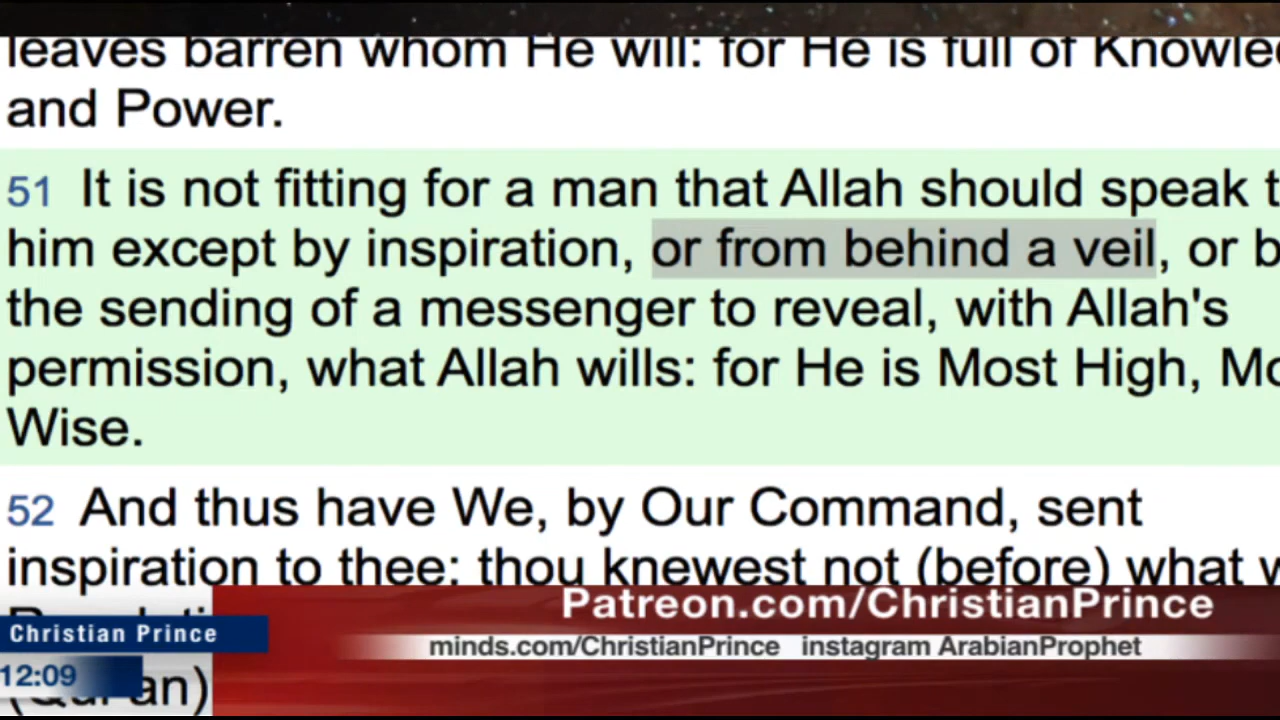 leaves barren whom He will: for He is full of
and Power.
51 It is not fitting for a man that Allah should speak
him except by inspiration, or from behind a veil, or
the sending of a messenger to reveal, with Allah's
permission, what Allah wills: for He is Most High,
Wise.
52 And thus have We, by Our Command, sent
inspiration to thee: thou knewest not (before) what
Patreon.com/ChristianPrince
Christian Prince
minds.com/ChristianPrince instagram ArabianProphet
12:09
(Qur'an)